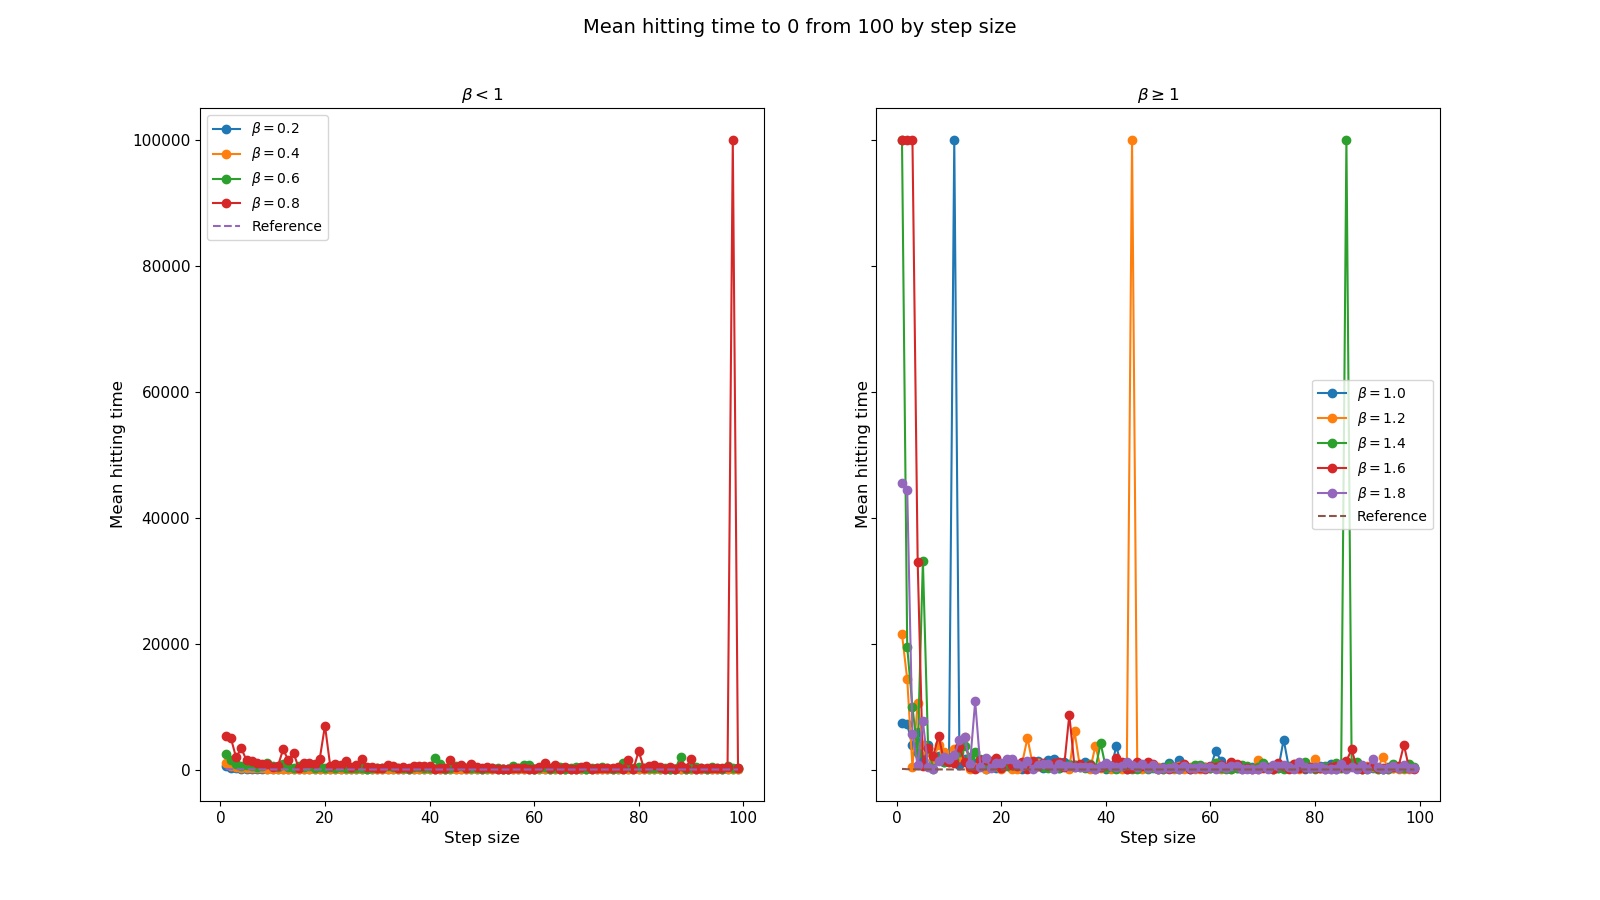 Mean hitting time to 0 from 100 by step size
β < 1
100000
80000
60000
40000
20000
0
Mean hitting time
0 20 40 60 80 100
Step size
β = 0.2
β = 0.4
β = 0.6
β = 0.8
Reference
β ≥ 1
Mean hitting time
0 20 40 60 80 100
Step size
β = 1.0
β = 1.2
β = 1.4
β = 1.6
β = 1.8
Reference